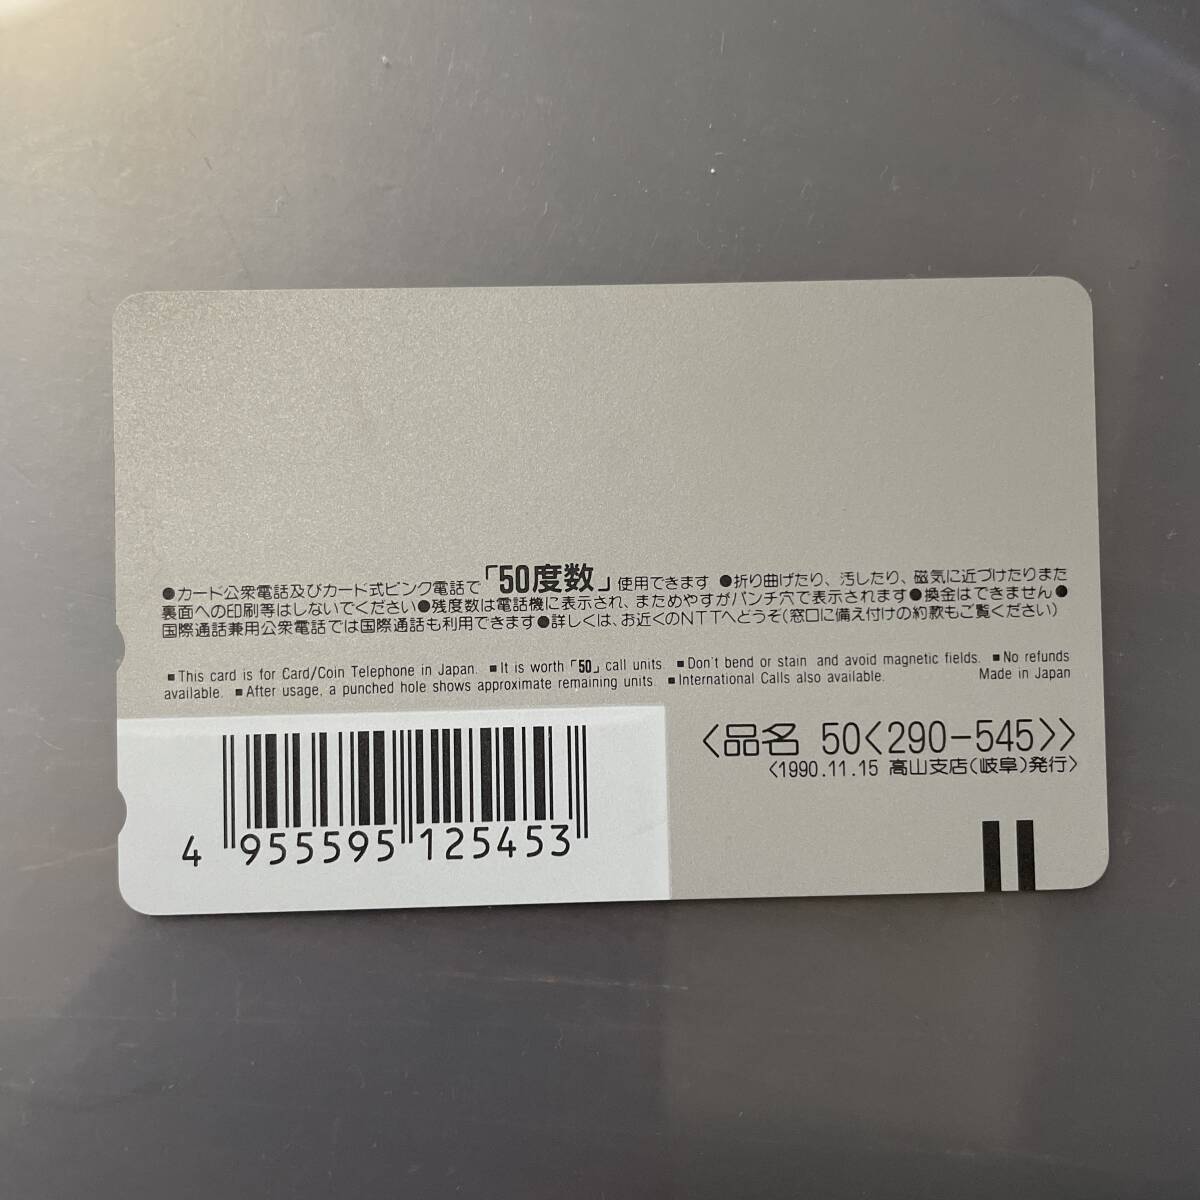 ●カード公衆電話及びカード式ピンク電話で「50度数」使用できます ●折り曲げたり、汚したり、磁気に近づけたりまた
裏面への印刷等はしないでください●残度数は電話機に表示され、まためやすがパンチ穴で表示されます●換金はできません●
国際通話兼用公衆電話では国際通話も利用できます●詳しくは、お近くのNTTへどうぞ(窓口に備え付けの約款もご覧ください)
■This card is for Card/Coin Telephone in Japan. ■It is worth「50」call units. ■Don't bend or stain and avoid magnetic fields. ■No refunds
available. ■After usage, a punched hole shows approximate remaining units. ■International Calls also available. Made in Japan
〈品名 50〈290-545〉〉
〈1990.11.15 高山支店(岐阜)発行〉
4 955595 125453